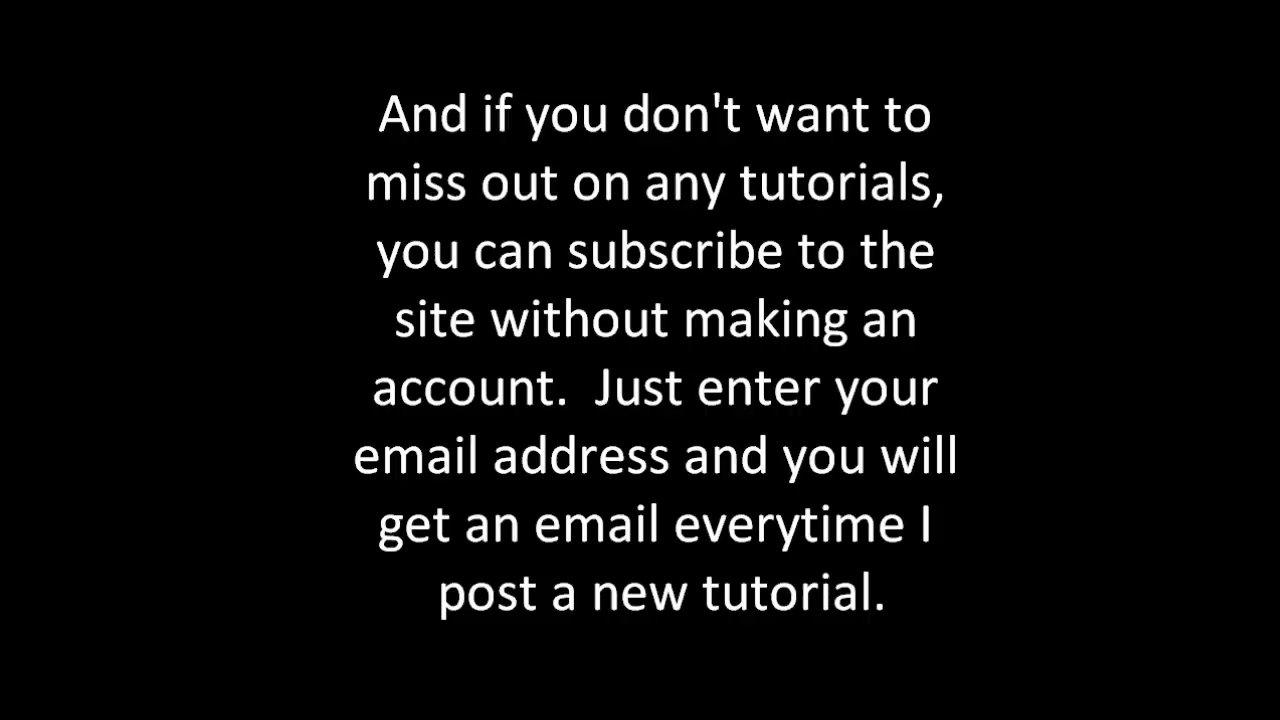 And if you don't want to
miss out on any tutorials,
you can subscribe to the
site without making an
account.  Just enter your
email address and you will
get an email everytime I
post a new tutorial.